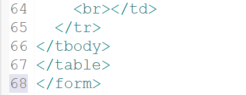 64 <br></td>
65 </tr>
66 </tbody>
67 </table>
68 </form>